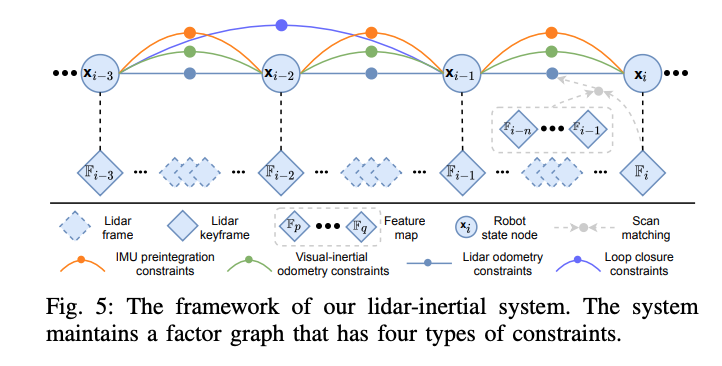 ••• x_{i−3} x_{i−2} x_{i−1} x_i •••
𝔽_{i−n} ••• 𝔽_{i−1}
𝔽_{i−3} ••• ••• 𝔽_{i−2} ••• ••• 𝔽_{i−1} ••• ••• 𝔽_i
Lidar frame
Lidar keyframe
𝔽_p ••• 𝔽_q
Feature map
x_i
Robot state node
Scan matching
IMU preintegration constraints
Visual-inertial odometry constraints
Lidar odometry constraints
Loop closure constraints
Fig. 5: The framework of our lidar-inertial system. The system
maintains a factor graph that has four types of constraints.